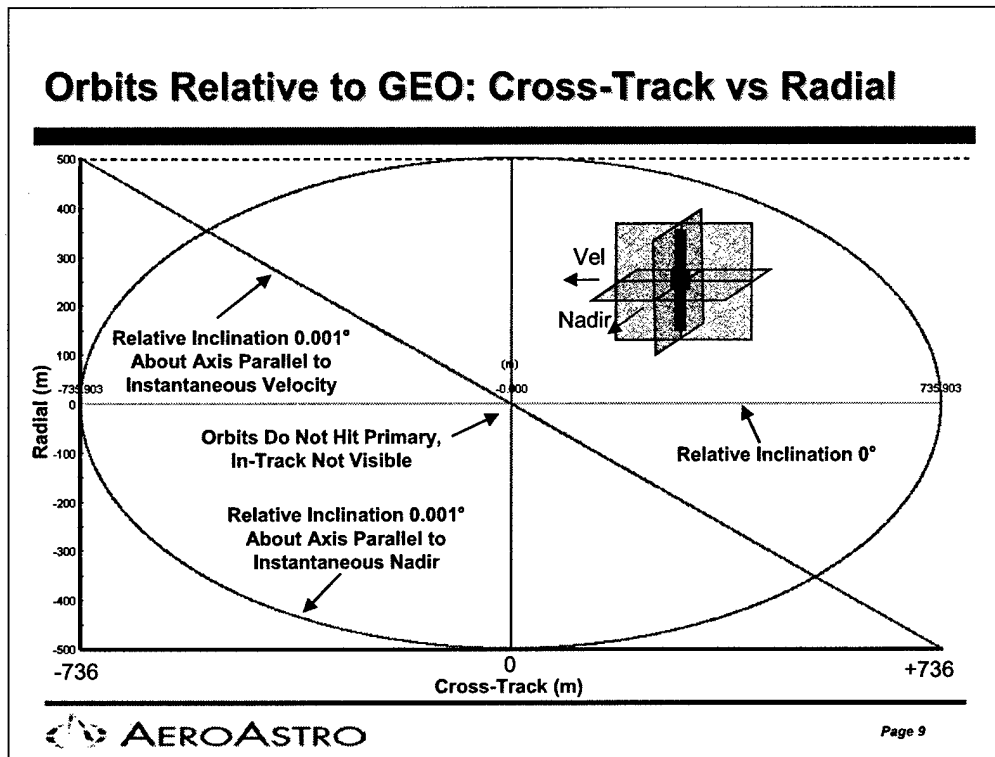 Orbits Relative to GEO: Cross-Track vs Radial
500
400
300
200
100
0
-100
-200
-300
-400
-500
Radial (m)
Vel
Nadir
Relative Inclination 0.001°
About Axis Parallel to
Instantaneous Velocity
(n)
-735.903
-0.000
735.903
Orbits Do Not Hit Primary,
In-Track Not Visible
Relative Inclination 0°
Relative Inclination 0.001°
About Axis Parallel to
Instantaneous Nadir
-736
0
+736
Cross-Track (m)
AEROASTRO
Page 9